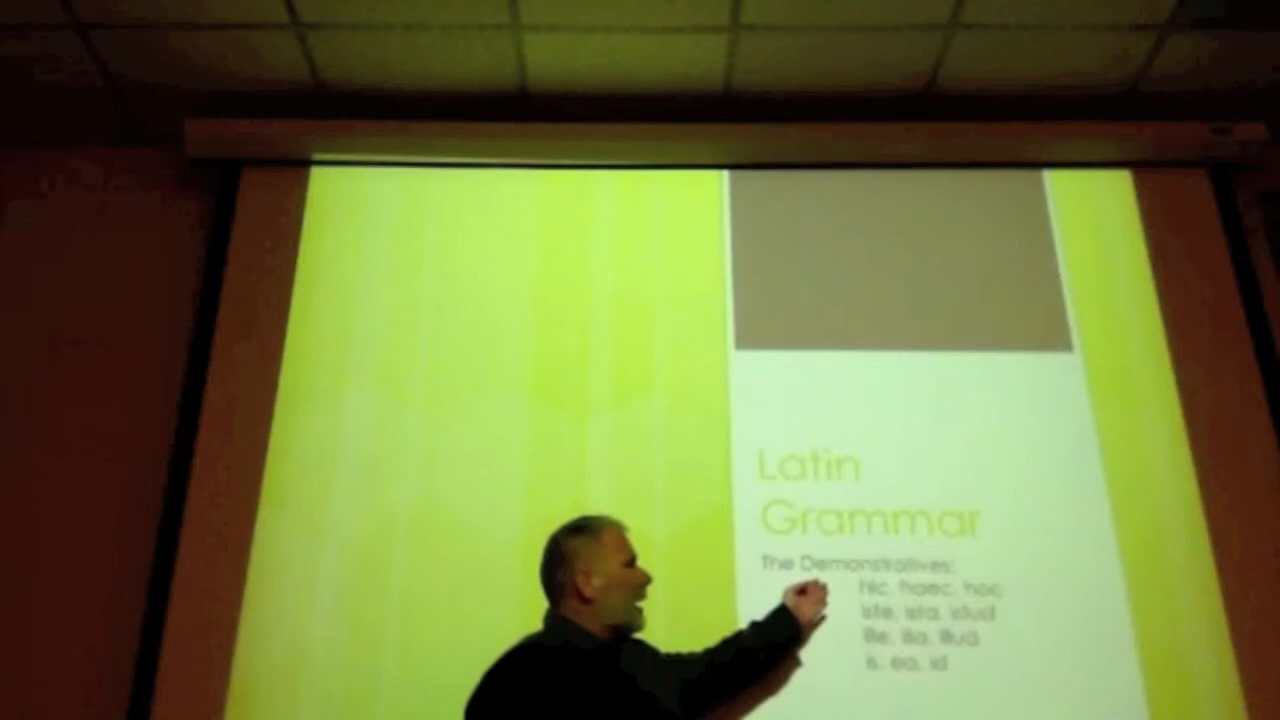 Latin
Grammar
The Demonstratives:
hic, haec, hoc
iste, ista, istud
ille, illa, illud
is, ea, id